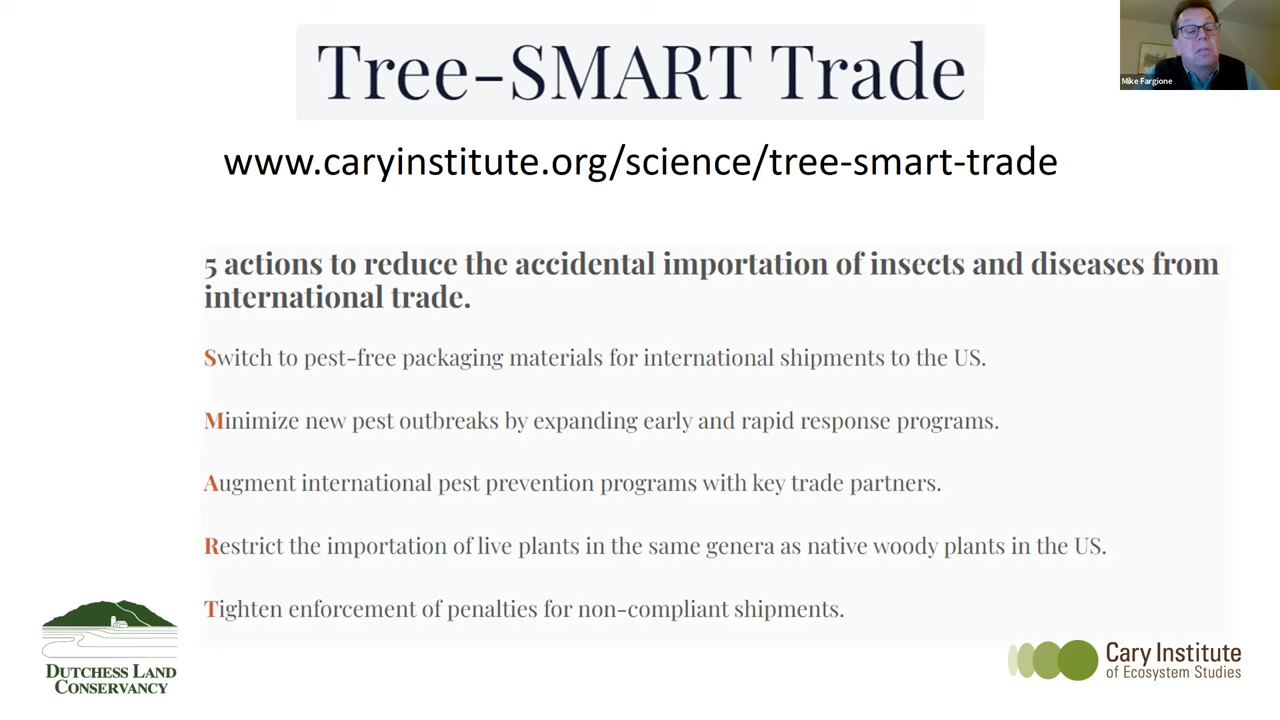 Tree-SMART Trade
Mike Fargione
www.caryinstitute.org/science/tree-smart-trade
5 actions to reduce the accidental importation of insects and diseases from
international trade.
Switch to pest-free packaging materials for international shipments to the US.
Minimize new pest outbreaks by expanding early and rapid response programs.
Augment international pest prevention programs with key trade partners.
Restrict the importation of live plants in the same genera as native woody plants in the US.
Tighten enforcement of penalties for non-compliant shipments.
DUTCHESS LAND
CONSERVANCY
Cary Institute
of Ecosystem Studies